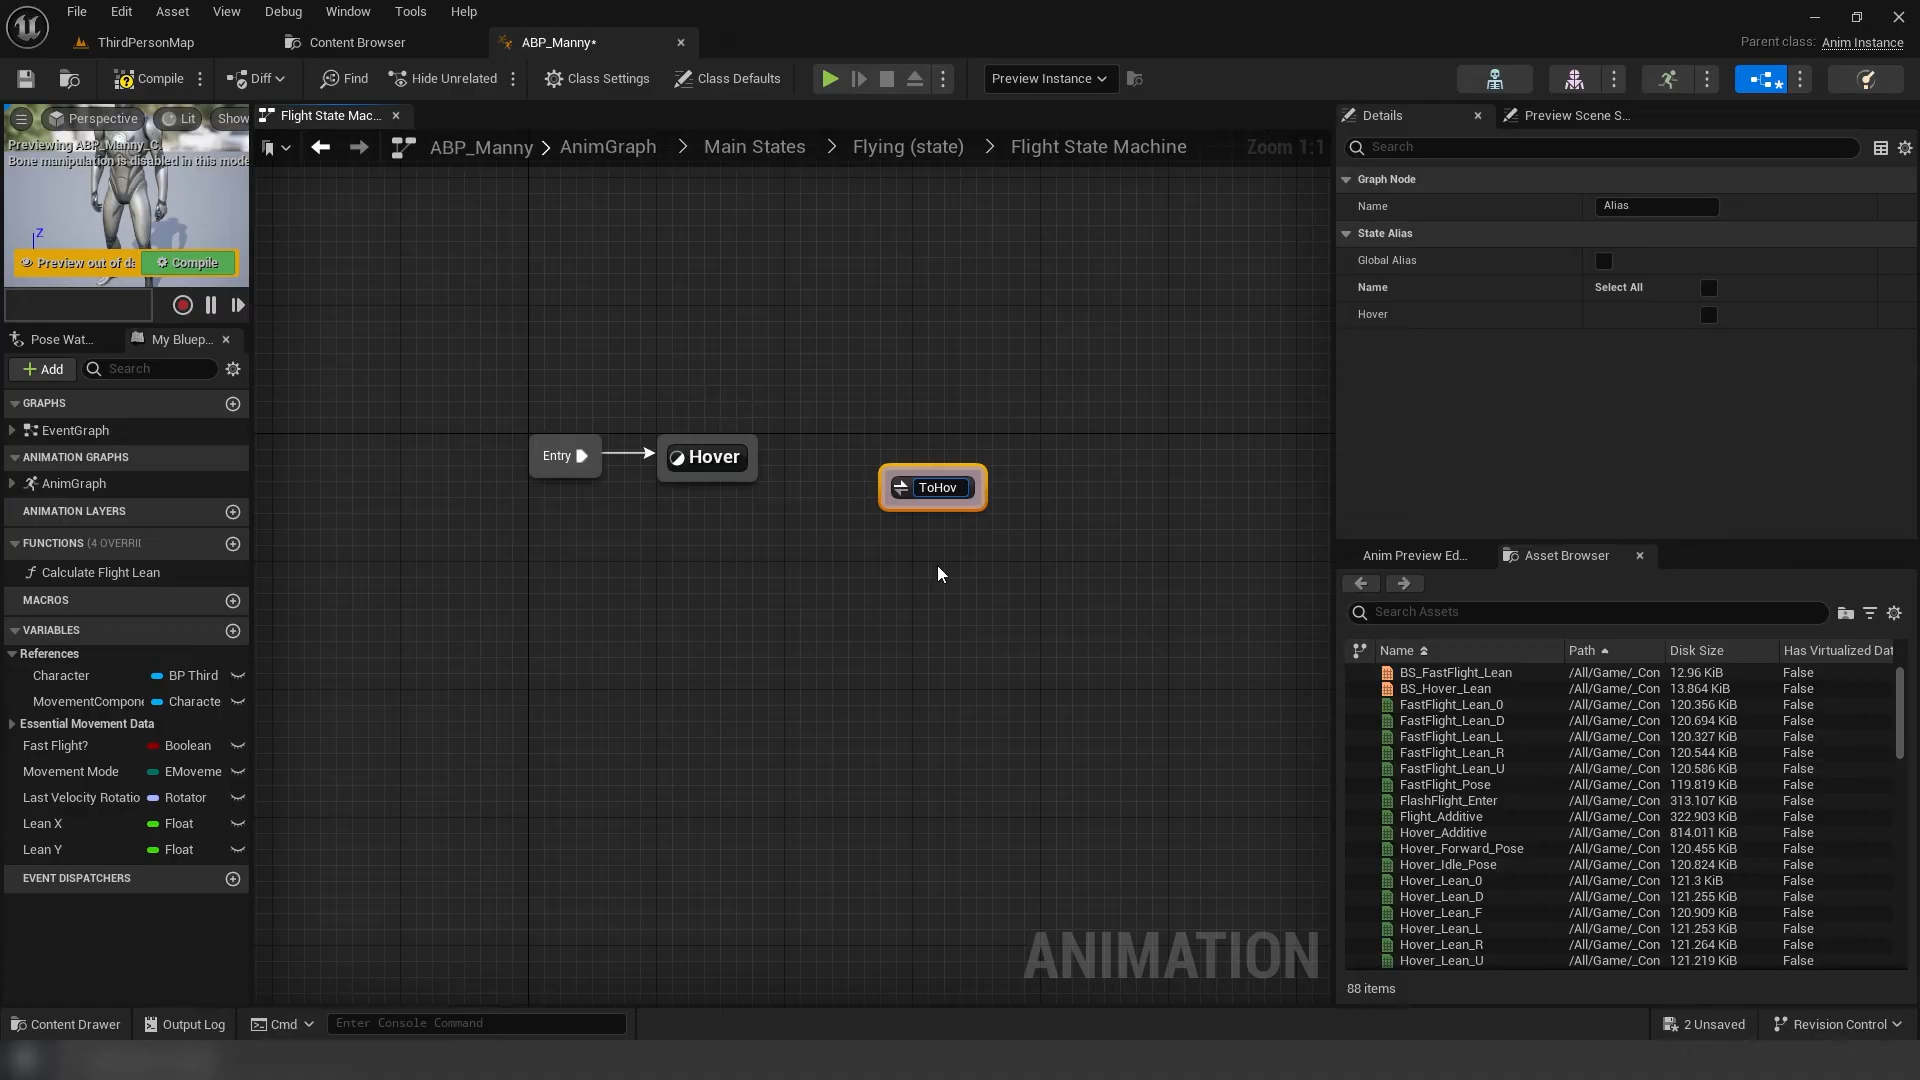 File Edit Asset View Debug Window Tools Help
ThirdPersonMap Content Browser ABP_Manny*
Parent class: Anim Instance
Compile Diff Find Hide Unrelated Class Settings Class Defaults Preview Instance
Perspective Lit Show
Previewing ABP_Manny_C.
Bone manipulation is disabled in this mode
Z
Preview out of d Compile
Flight State Mac...
ABP_Manny > AnimGraph > Main States > Flying (state) > Flight State Machine Zoom 1:1
Pose Wat... My Bluep...
Add Search
GRAPHS
EventGraph
ANIMATION GRAPHS
AnimGraph
ANIMATION LAYERS
FUNCTIONS (4 OVERRI
Calculate Flight Lean
MACROS
VARIABLES
References
Character BP Third
MovementCompone Characte
Essential Movement Data
Fast Flight? Boolean
Movement Mode EMoveme
Last Velocity Rotatio Rotator
Lean X Float
Lean Y Float
EVENT DISPATCHERS
Entry
Hover
ToHov
ANIMATION
Details Preview Scene S...
Search
Graph Node
Name Alias
State Alias
Global Alias
Name Select All
Hover
Anim Preview Ed... Asset Browser
Search Assets
Name Path Disk Size Has Virtualized Dat
BS_FastFlight_Lean /All/Game/_Con 12.96 KiB False
BS_Hover_Lean /All/Game/_Con 13.864 KiB False
FastFlight_Lean_0 /All/Game/_Con 120.356 KiB False
FastFlight_Lean_D /All/Game/_Con 120.694 KiB False
FastFlight_Lean_L /All/Game/_Con 120.327 KiB False
FastFlight_Lean_R /All/Game/_Con 120.544 KiB False
FastFlight_Lean_U /All/Game/_Con 120.586 KiB False
FastFlight_Pose /All/Game/_Con 119.819 KiB False
FlashFlight_Enter /All/Game/_Con 313.107 KiB False
Flight_Additive /All/Game/_Con 322.903 KiB False
Hover_Additive /All/Game/_Con 814.011 KiB False
Hover_Forward_Pose /All/Game/_Con 120.455 KiB False
Hover_Idle_Pose /All/Game/_Con 120.824 KiB False
Hover_Lean_0 /All/Game/_Con 121.3 KiB False
Hover_Lean_D /All/Game/_Con 121.255 KiB False
Hover_Lean_F /All/Game/_Con 120.909 KiB False
Hover_Lean_L /All/Game/_Con 121.253 KiB False
Hover_Lean_R /All/Game/_Con 121.264 KiB False
Hover_Lean_U /All/Game/_Con 121.219 KiB False
88 items
Content Drawer Output Log Cmd Enter Console Command 2 Unsaved Revision Control